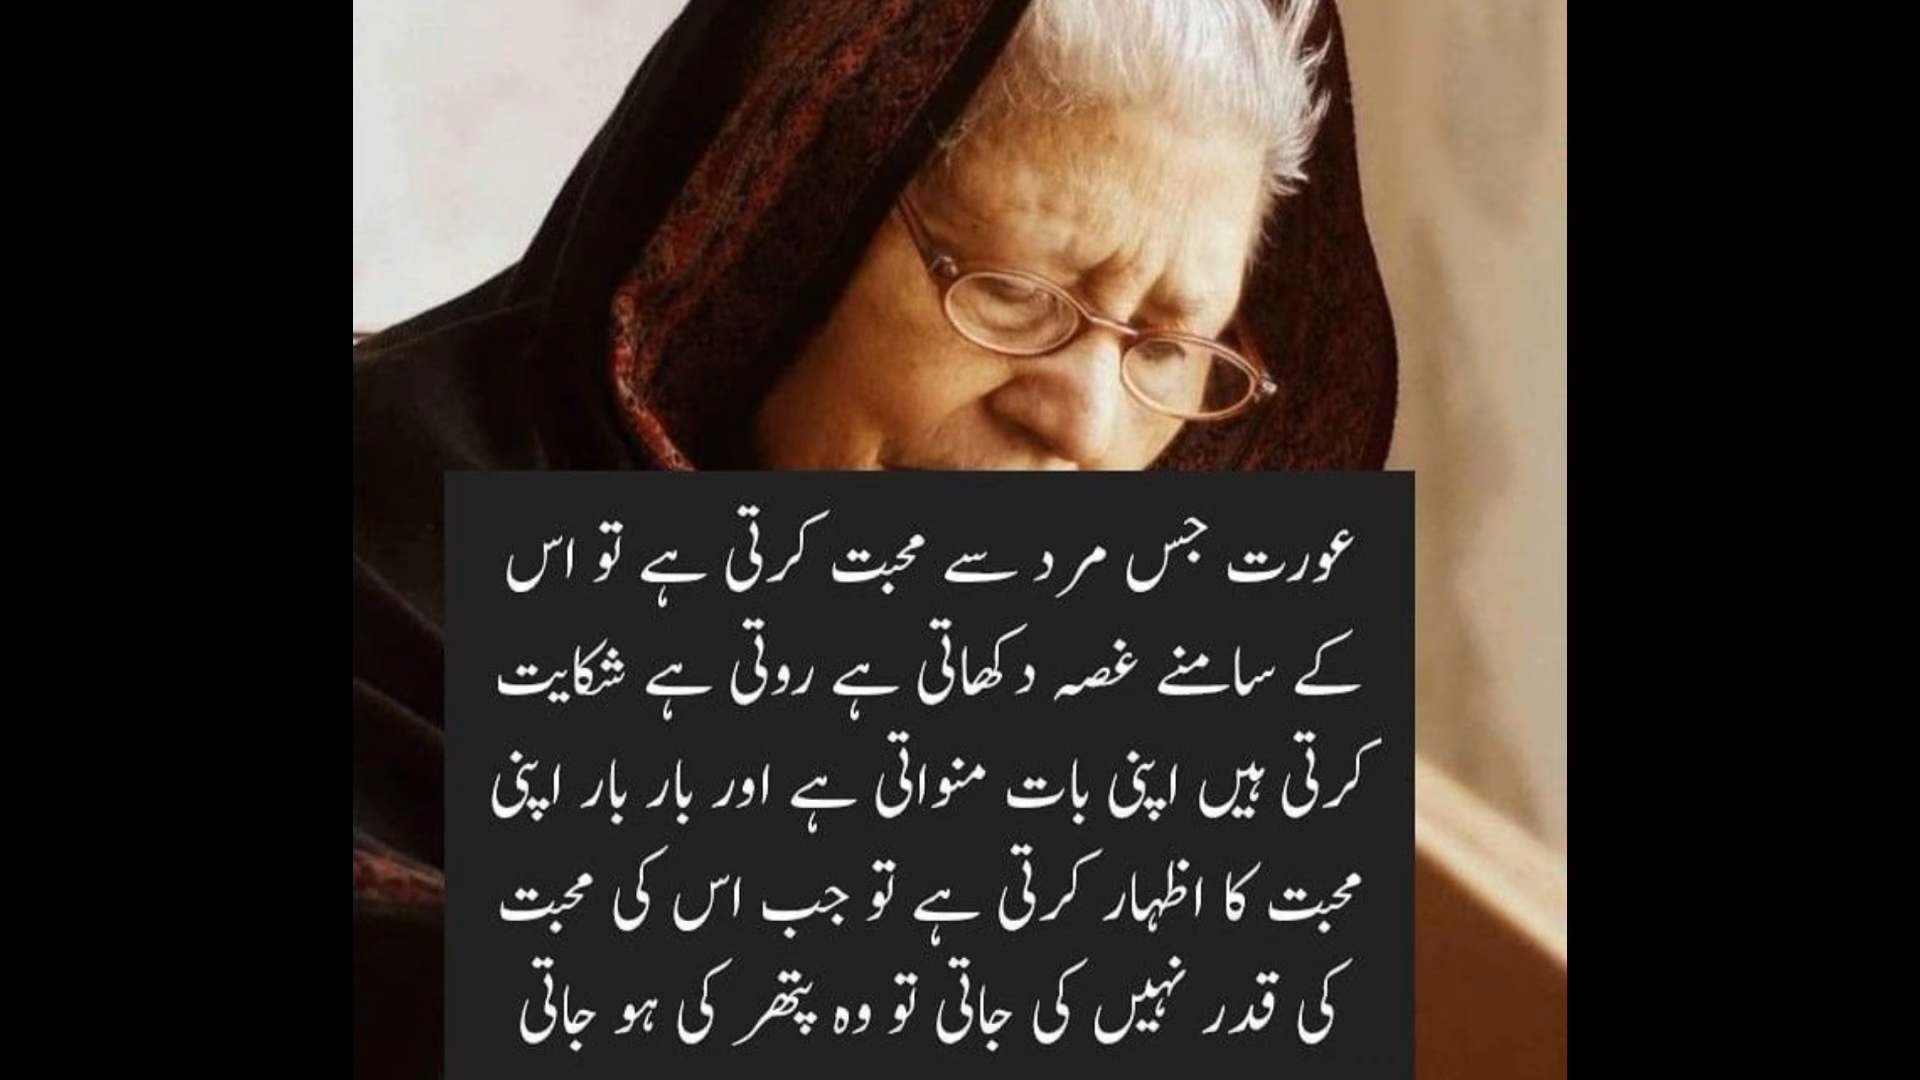 عورت جس مرد سے محبت کرتی ہے تو اس
کے سامنے غصہ دکھاتی ہے روتی ہے شکایت
کرتی ہیں اپنی بات منواتی ہے اور بار بار اپنی
محبت کا اظہار کرتی ہے تو جب اس کی محبت
کی قدر نہیں کی جاتی تو وہ پتھر کی ہو جاتی